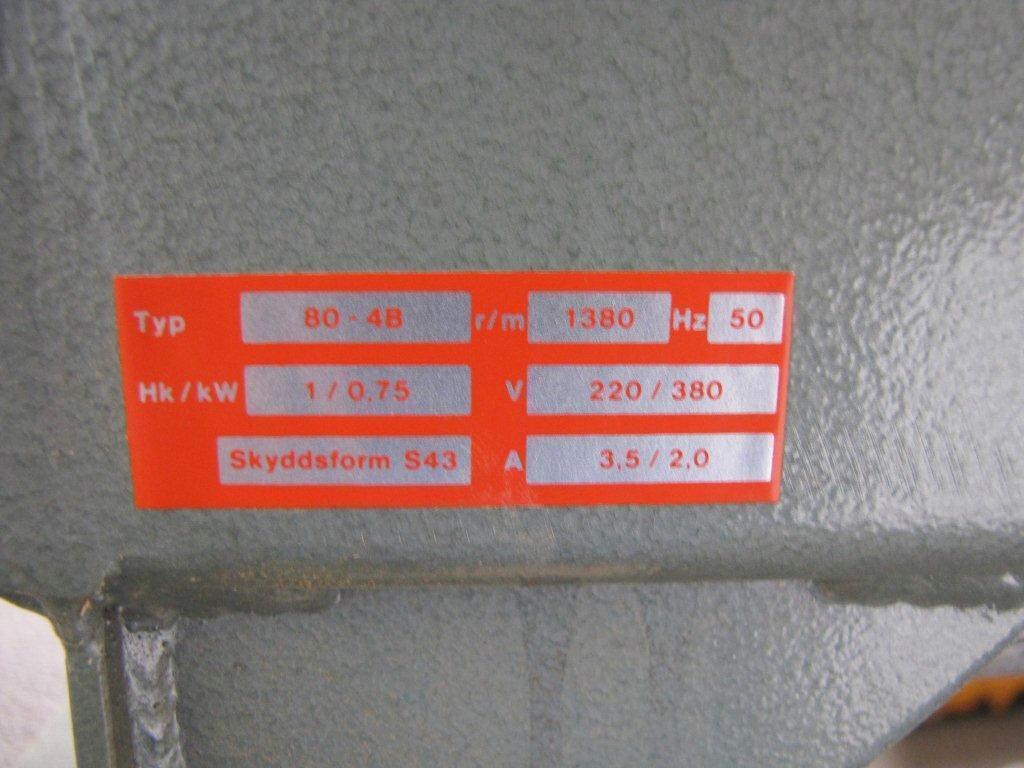 Typ 80 - 4B r/m 1380 Hz 50
Hk / kW 1 / 0,75 V 220 / 380
Skyddsform S43 A 3,5 / 2,0